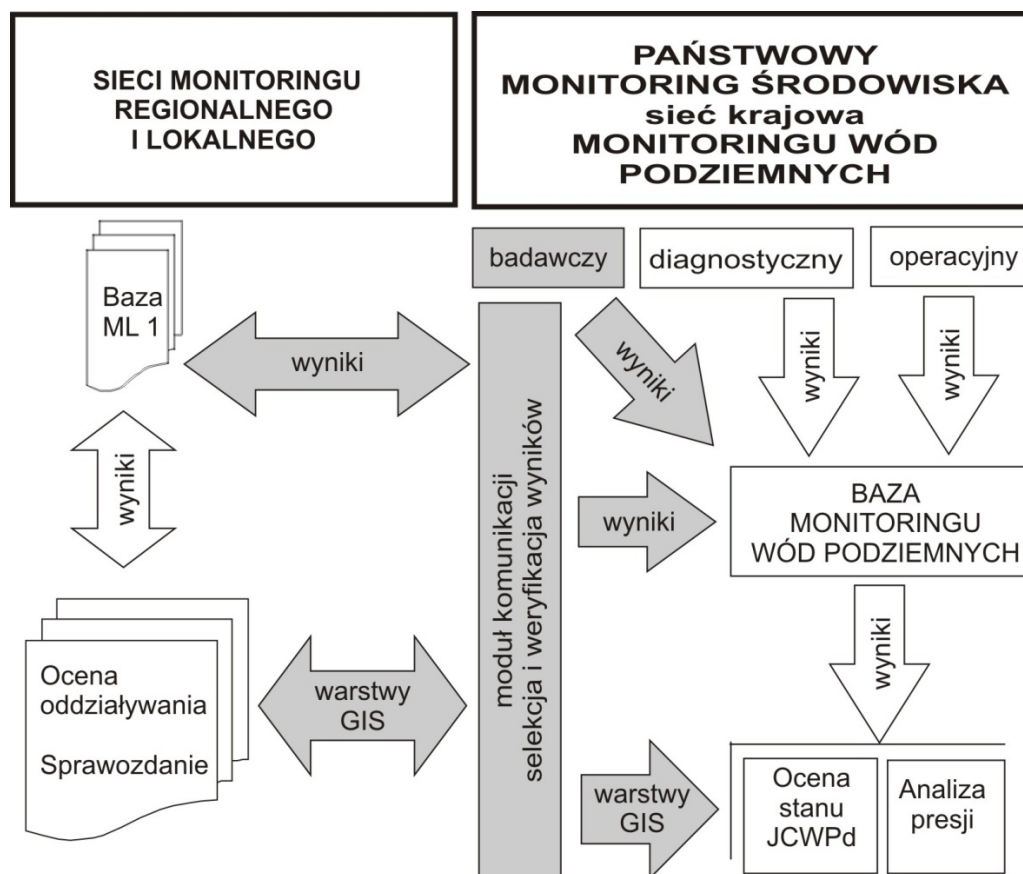 SIECI MONITORINGU
REGIONALNEGO
I LOKALNEGO
PAŃSTWOWY
MONITORING ŚRODOWISKA
sieć krajowa
MONITORINGU WÓD
PODZIEMNYCH
badawczy
diagnostyczny
operacyjny
Baza
ML 1
wyniki
wyniki
wyniki
wyniki
wyniki
moduł komunikacji
selekcja i weryfikacja wyników
wyniki
BAZA
MONITORINGU
WÓD PODZIEMNYCH
wyniki
Ocena
oddziaływania
Sprawozdanie
warstwy
GIS
warstwy
GIS
Ocena
stanu
JCWPd
Analiza
presji